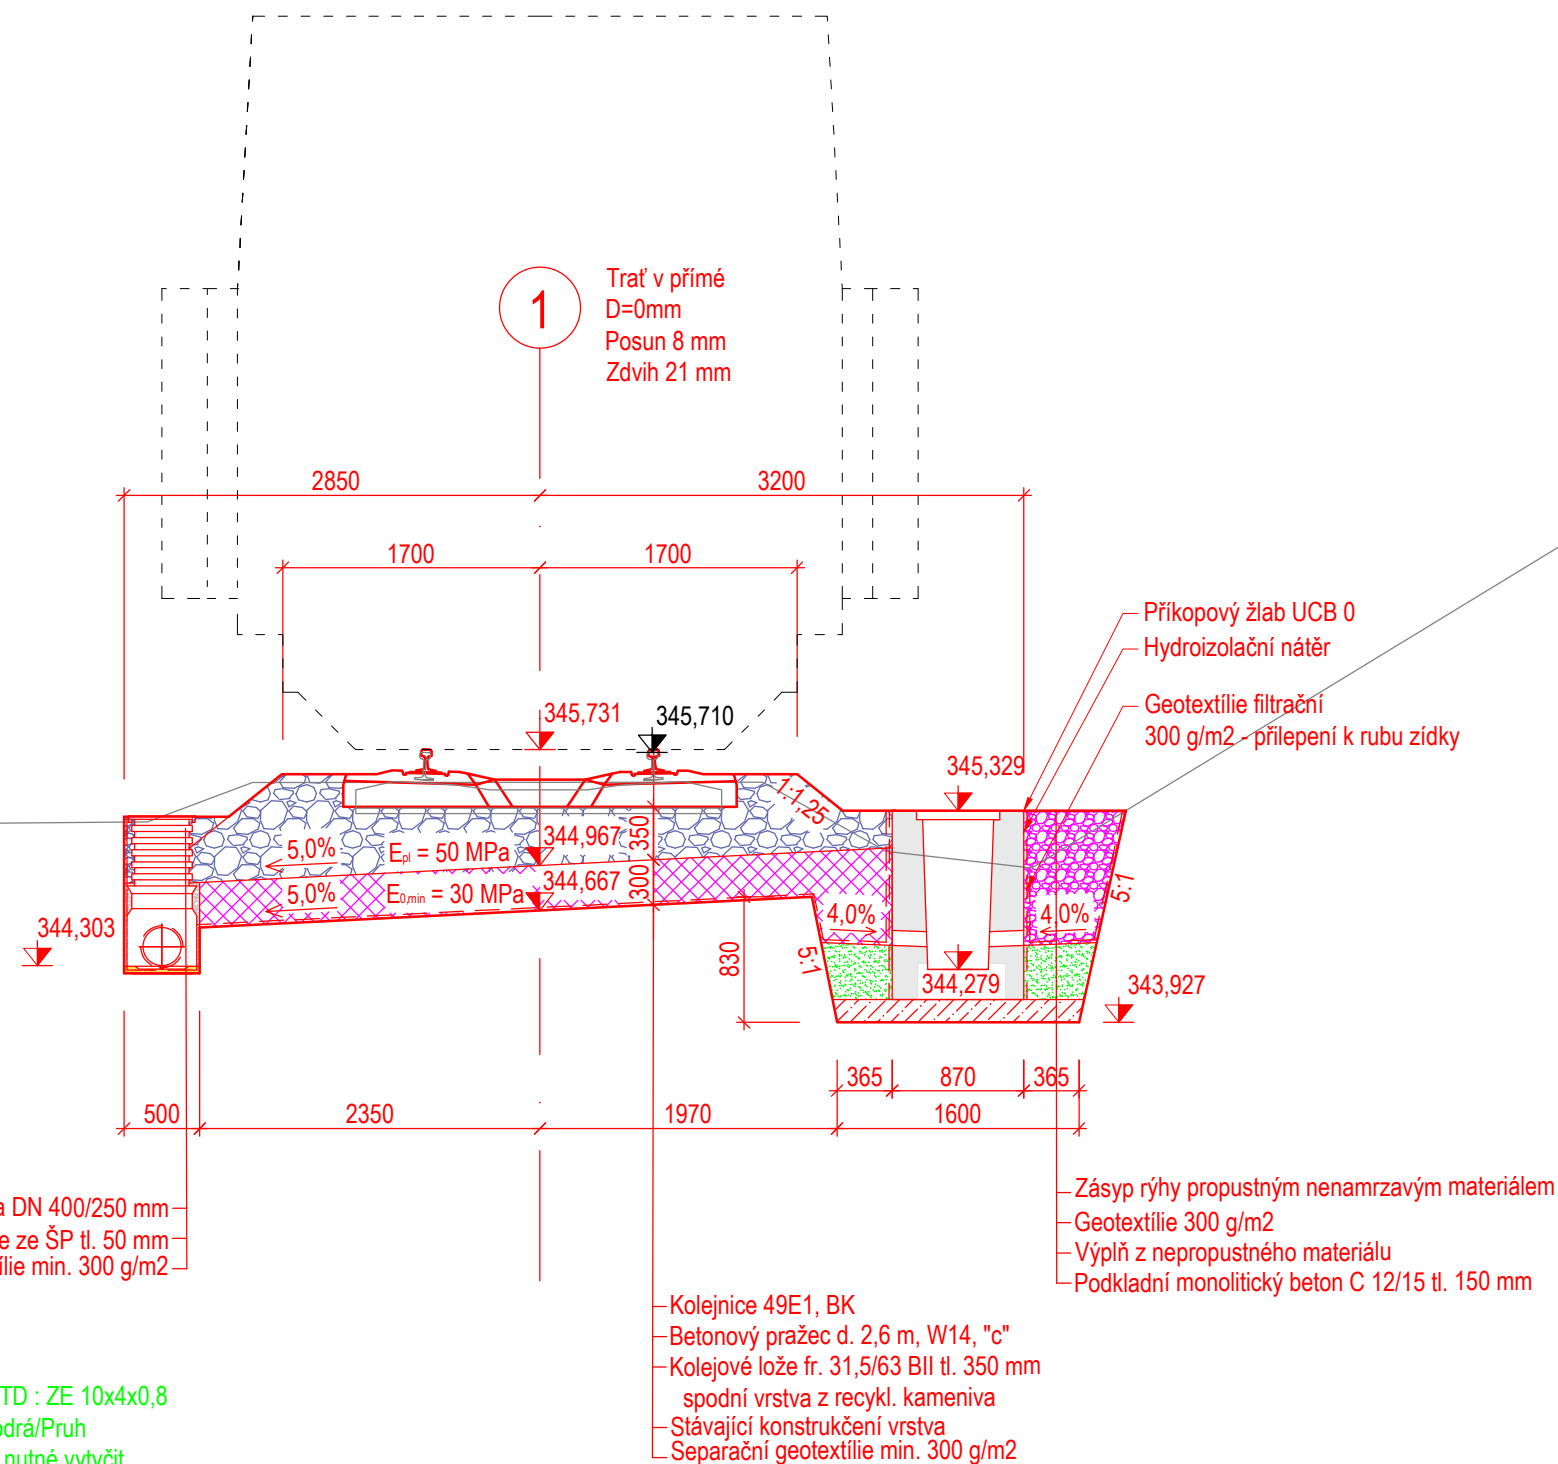 1
Trať v přímé
D=0mm
Posun 8 mm
Zdvih 21 mm
2850
3200
1700
1700
Příkopový žlab UCB 0
Hydroizolační nátěr
Geotextílie filtrační
300 g/m2 - přilepení k rubu zídky
345,731
345,710
345,329
1:1,25
344,967
350
5,0%
Epl = 50 MPa
344,667
300
5,0%
E0,min = 30 MPa
5:1
4,0%
4,0%
344,303
830
5:1
344,279
343,927
365
870
365
500
2350
1970
1600
a DN 400/250 mm
e ze ŠP tl. 50 mm
ílie min. 300 g/m2
Zásyp rýhy propustným nenamrzavým materiálem
Geotextílie 300 g/m2
Výplň z nepropustného materiálu
Podkladní monolitický beton C 12/15 tl. 150 mm
Kolejnice 49E1, BK
Betonový pražec d. 2,6 m, W14, "c"
Kolejové lože fr. 31,5/63 BII tl. 350 mm
spodní vrstva z recykl. kameniva
Stávající konstrukčení vrstva
Separační geotextílie min. 300 g/m2
TD : ZE 10x4x0,8
odrá/Pruh
nutné vytyčit